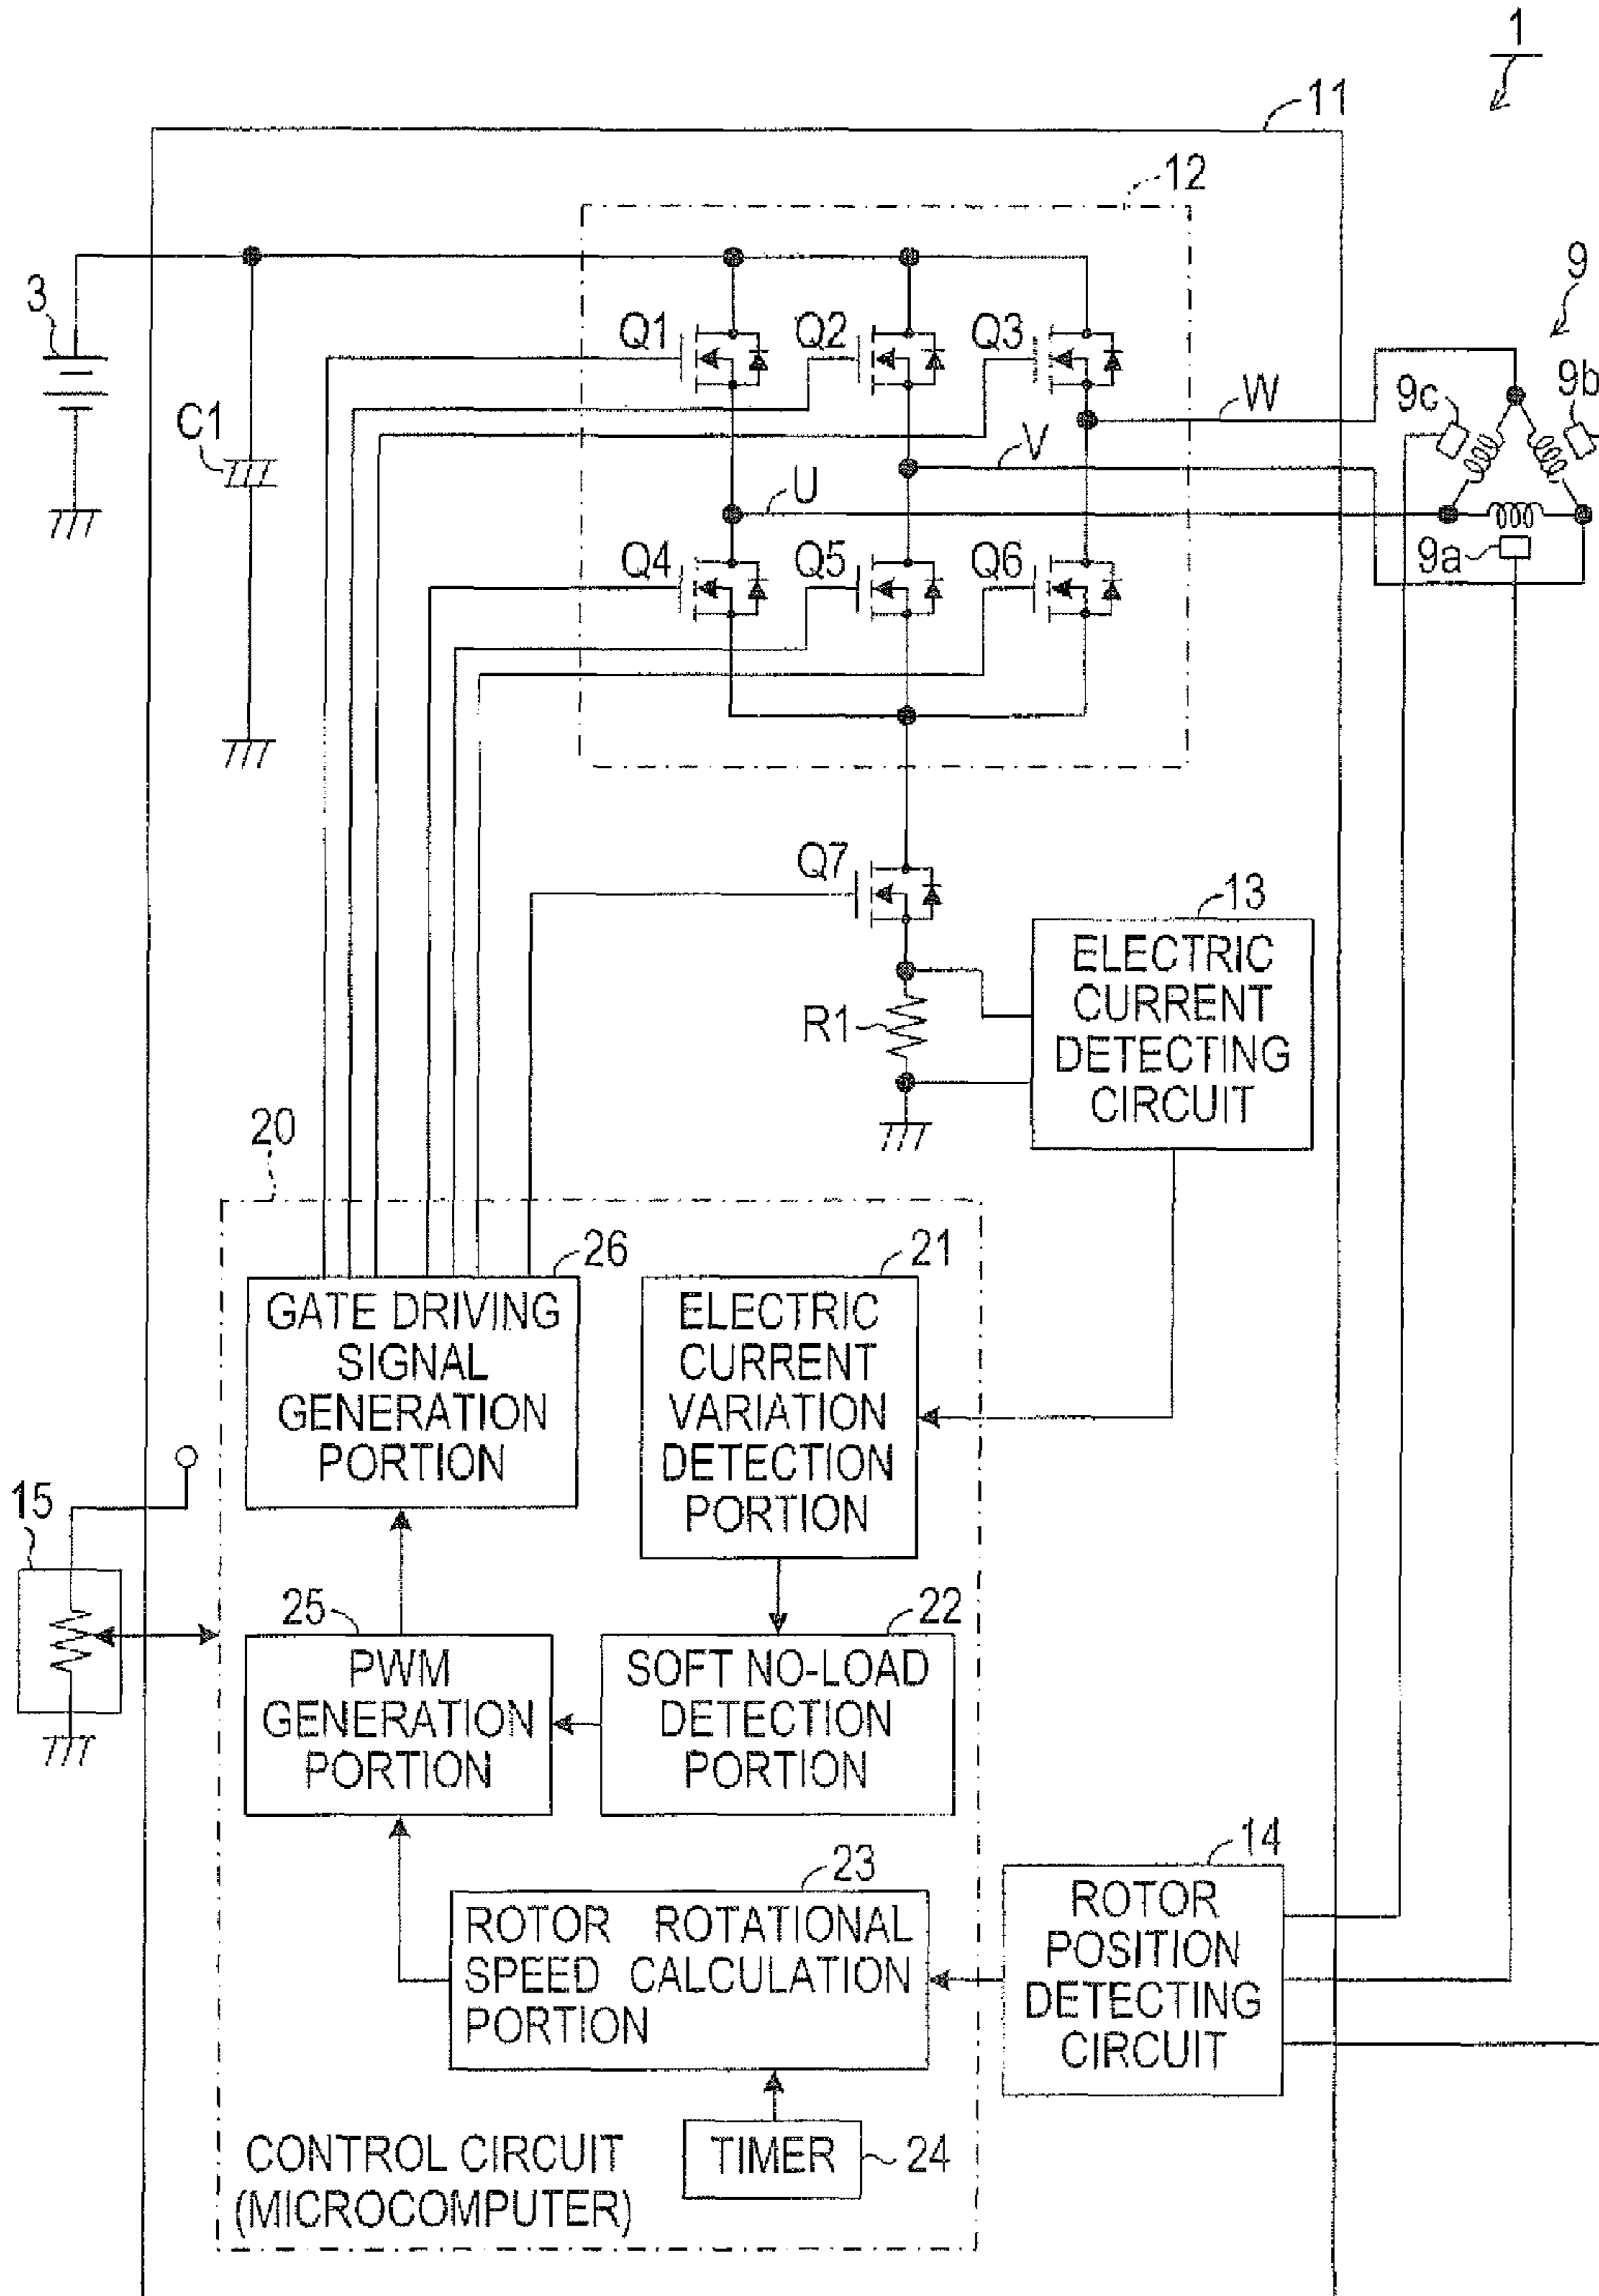 1
11
12
3
9
Q1
Q2
Q3
9c
9b
C1
W
V
U
Q4
Q5
Q6
9a
Q7
13
ELECTRIC
CURRENT
DETECTING
CIRCUIT
R1
20
26
GATE DRIVING
SIGNAL
GENERATION
PORTION
21
ELECTRIC
CURRENT
VARIATION
DETECTION
PORTION
15
25
PWM
GENERATION
PORTION
22
SOFT NO-LOAD
DETECTION
PORTION
23
ROTOR ROTATIONAL
SPEED CALCULATION
PORTION
14
ROTOR
POSITION
DETECTING
CIRCUIT
TIMER
24
CONTROL CIRCUIT
(MICROCOMPUTER)